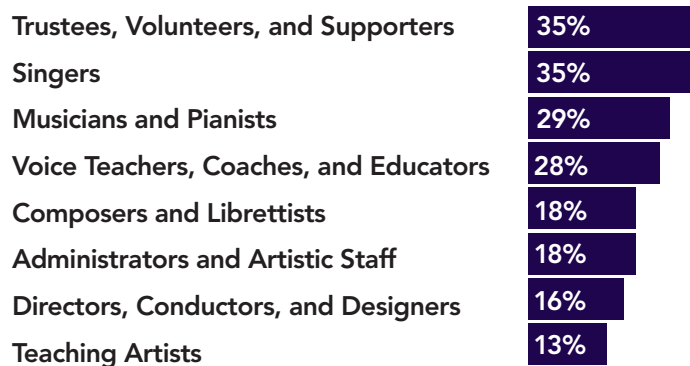 Trustees, Volunteers, and Supporters 35%
Singers 35%
Musicians and Pianists 29%
Voice Teachers, Coaches, and Educators 28%
Composers and Librettists 18%
Administrators and Artistic Staff 18%
Directors, Conductors, and Designers 16%
Teaching Artists 13%